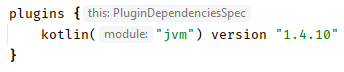 plugins { this: PluginDependenciesSpec
    kotlin( module: "jvm") version "1.4.10"
}